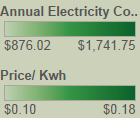 Annual Electricity Co..
$876.02 $1,741.75
Price/ Kwh
$0.10 $0.18